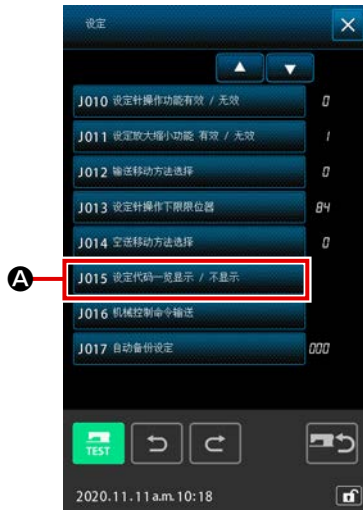 设定
J010 设定针操作功能有效 / 无效 0
J011 设定放大缩小功能 有效 / 无效 1
J012 输送移动方法选择 0
J013 设定针操作下限限位器 84
J014 空送移动方法选择 0
A
J015 设定代码一览显示 / 不显示
J016 机械控制命令输送
J017 自动备份设定 000
TEST
2020.11.11 a.m. 10:18